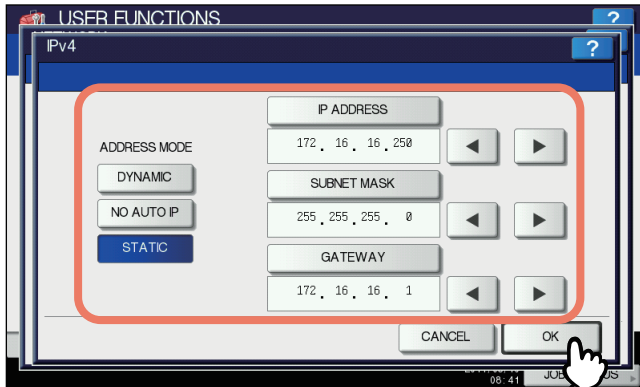 USER FUNCTIONS
?
IPv4
?
IP ADDRESS
ADDRESS MODE
172. 16. 16. 250
DYNAMIC
SUBNET MASK
NO AUTO IP
255. 255. 255. 0
STATIC
GATEWAY
172. 16. 16. 1
CANCEL
OK
08:41